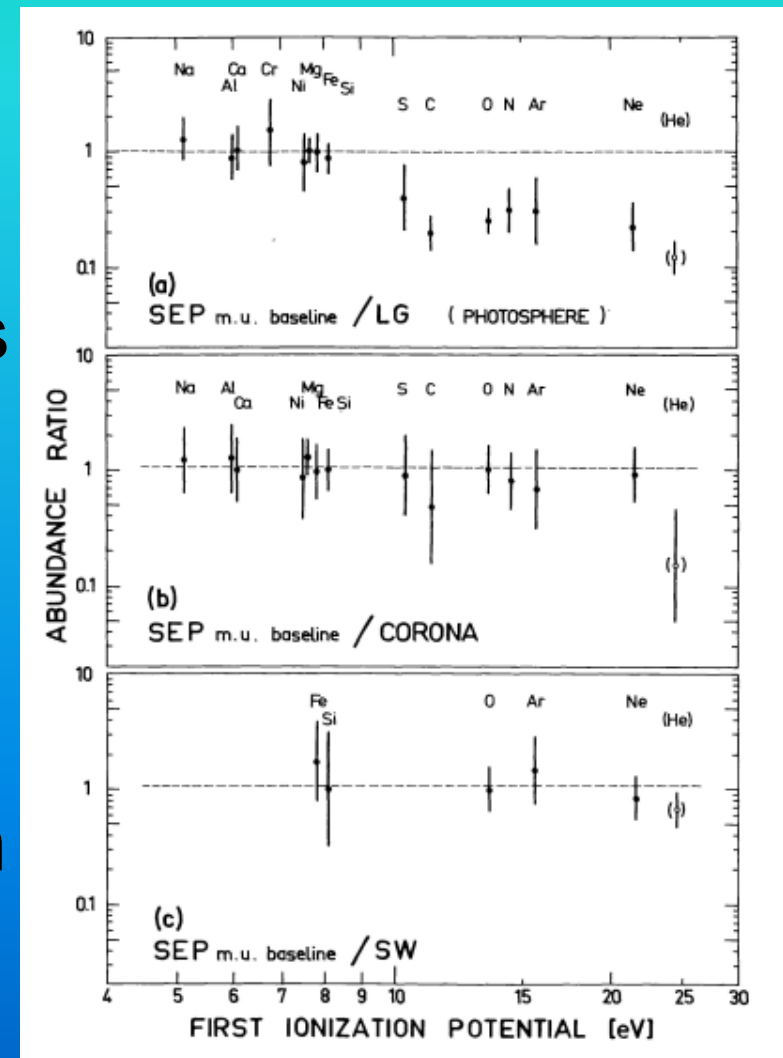 10
Na Ca Cr Mg Fe
Al Ni Si
S C O N Ar Ne
(He)
1
0.1
(a)
SEP m.u. baseline / LG ( PHOTOSPHERE )
10
Na Al Mg S C O N Ar Ne
Ca Ni Fe Si (He)
1
0.1
(b)
SEP m.u. baseline / CORONA
10
Fe O Ar Ne
Si (He)
1
0.1
(c)
SEP m.u. baseline / SW
4 5 6 7 8 9 10 15 20 25 30
FIRST IONIZATION POTENTIAL [eV]
ABUNDANCE RATIO
s